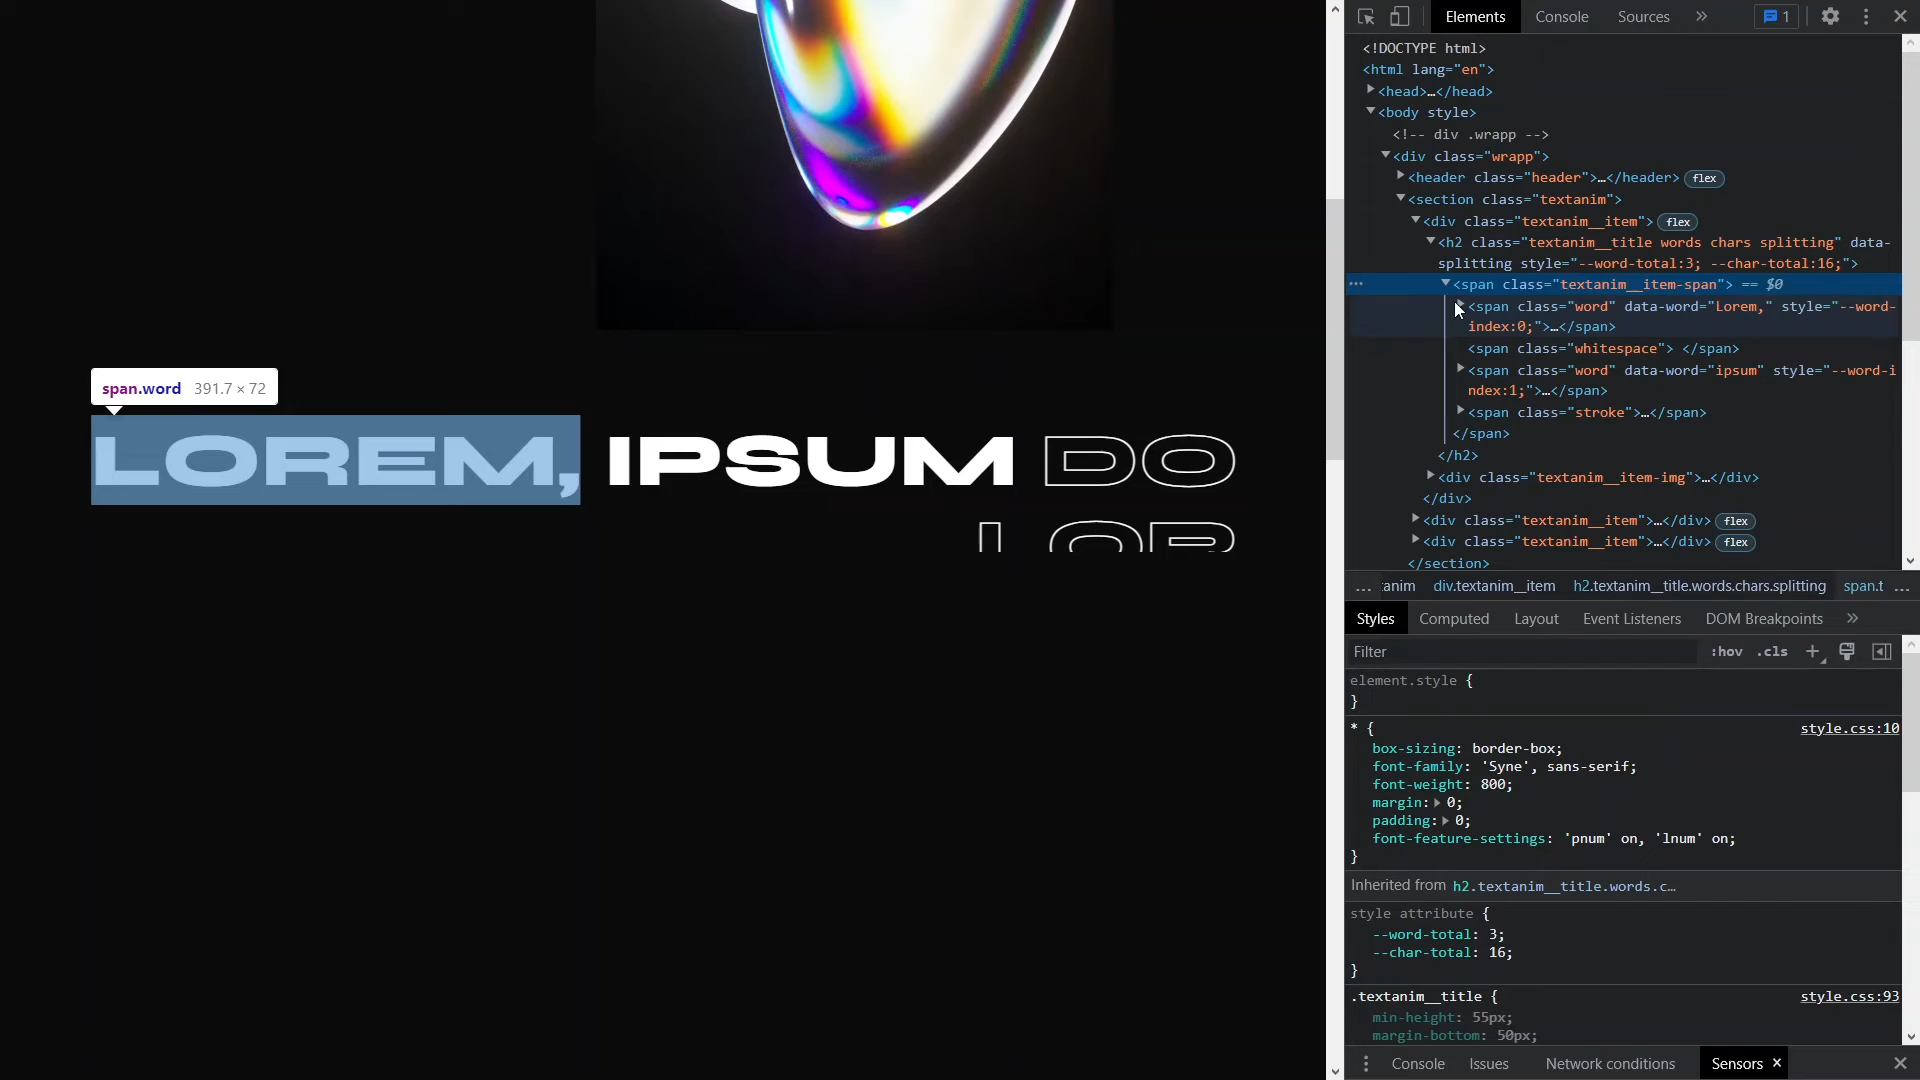 span.word 391.7 × 72
LOREM, IPSUM DO
LOR
Elements Console Sources » 1
<!DOCTYPE html>
<html lang="en">
<head>…</head>
<body style>
<!-- div .wrapp -->
<div class="wrapp">
<header class="header">…</header> flex
<section class="textanim">
<div class="textanim__item"> flex
<h2 class="textanim__title words chars splitting" data-
splitting style="--word-total:3; --char-total:16;">
… <span class="textanim__item-span"> == $0
<span class="word" data-word="Lorem," style="--word-
index:0;">…</span>
<span class="whitespace"> </span>
<span class="word" data-word="ipsum" style="--word-i
ndex:1;">…</span>
<span class="stroke">…</span>
</span>
</h2>
<div class="textanim__item-img">…</div>
</div>
<div class="textanim__item">…</div> flex
<div class="textanim__item">…</div> flex
</section>
… :anim div.textanim__item h2.textanim__title.words.chars.splitting span.t …
Styles Computed Layout Event Listeners DOM Breakpoints »
Filter :hov .cls +
element.style {
}
* { style.css:10
box-sizing: border-box;
font-family: 'Syne', sans-serif;
font-weight: 800;
margin: 0;
padding: 0;
font-feature-settings: 'pnum' on, 'lnum' on;
}
Inherited from h2.textanim__title.words.c…
style attribute {
--word-total: 3;
--char-total: 16;
}
.textanim__title { style.css:93
min-height: 55px;
margin-bottom: 50px;
Console Issues Network conditions Sensors ×